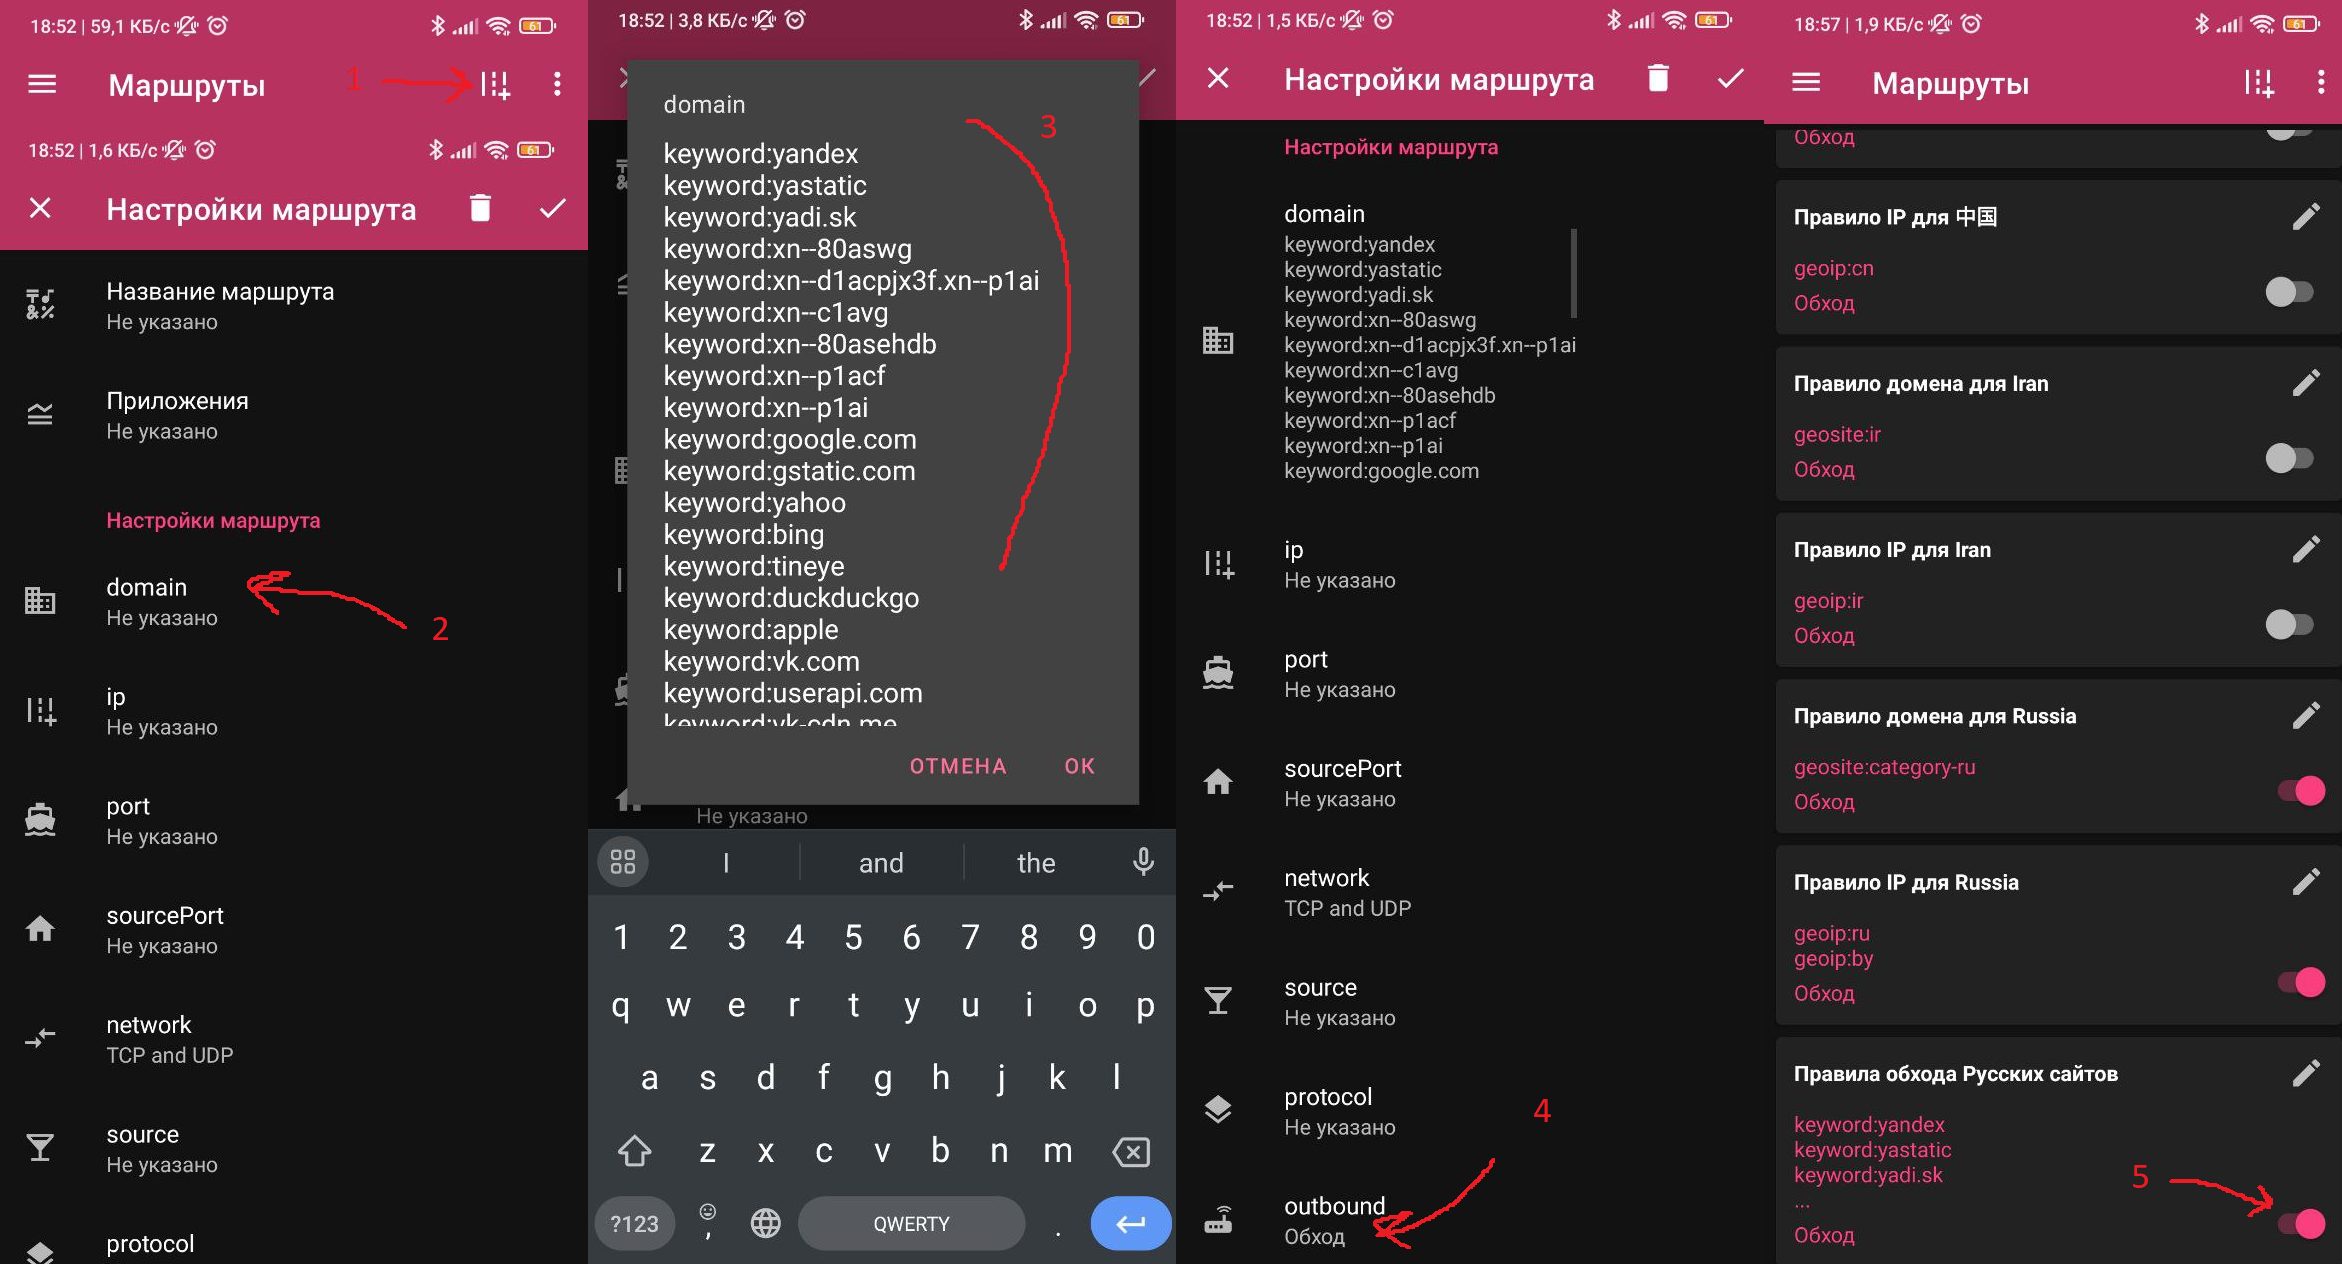 18:52 | 59,1 КБ/с
61
Маршруты
1
18:52 | 1,6 КБ/с
61
Настройки маршрута
Название маршрута
Не указано
Приложения
Не указано
Настройки маршрута
domain
Не указано
2
ip
Не указано
port
Не указано
sourcePort
Не указано
network
TCP and UDP
source
Не указано
protocol
18:52 | 3,8 КБ/с
61
domain
3
keyword:yandex
keyword:yastatic
keyword:yadi.sk
keyword:xn--80aswg
keyword:xn--d1acpjx3f.xn--p1ai
keyword:xn--c1avg
keyword:xn--80asehdb
keyword:xn--p1acf
keyword:xn--p1ai
keyword:google.com
keyword:gstatic.com
keyword:yahoo
keyword:bing
keyword:tineye
keyword:duckduckgo
keyword:apple
keyword:vk.com
keyword:userapi.com
keyword:vk-cdn.me
ОТМЕНА
ОК
Не указано
I and the
1 2 3 4 5 6 7 8 9 0
q w e r t y u i o p
a s d f g h j k l
z x c v b n m
?123 , QWERTY .
18:52 | 1,5 КБ/с
61
Настройки маршрута
Настройки маршрута
domain
keyword:yandex
keyword:yastatic
keyword:yadi.sk
keyword:xn--80aswg
keyword:xn--d1acpjx3f.xn--p1ai
keyword:xn--c1avg
keyword:xn--80asehdb
keyword:xn--p1acf
keyword:xn--p1ai
keyword:google.com
ip
Не указано
port
Не указано
sourcePort
Не указано
network
TCP and UDP
source
Не указано
protocol
Не указано
4
outbound
Обход
18:57 | 1,9 КБ/с
61
Маршруты
Обход
Правило IP для 中国
geoip:cn
Обход
Правило домена для Iran
geosite:ir
Обход
Правило IP для Iran
geoip:ir
Обход
Правило домена для Russia
geosite:category-ru
Обход
Правило IP для Russia
geoip:ru
geoip:by
Обход
Правила обхода Русских сайтов
keyword:yandex
keyword:yastatic
keyword:yadi.sk
...
5
Обход